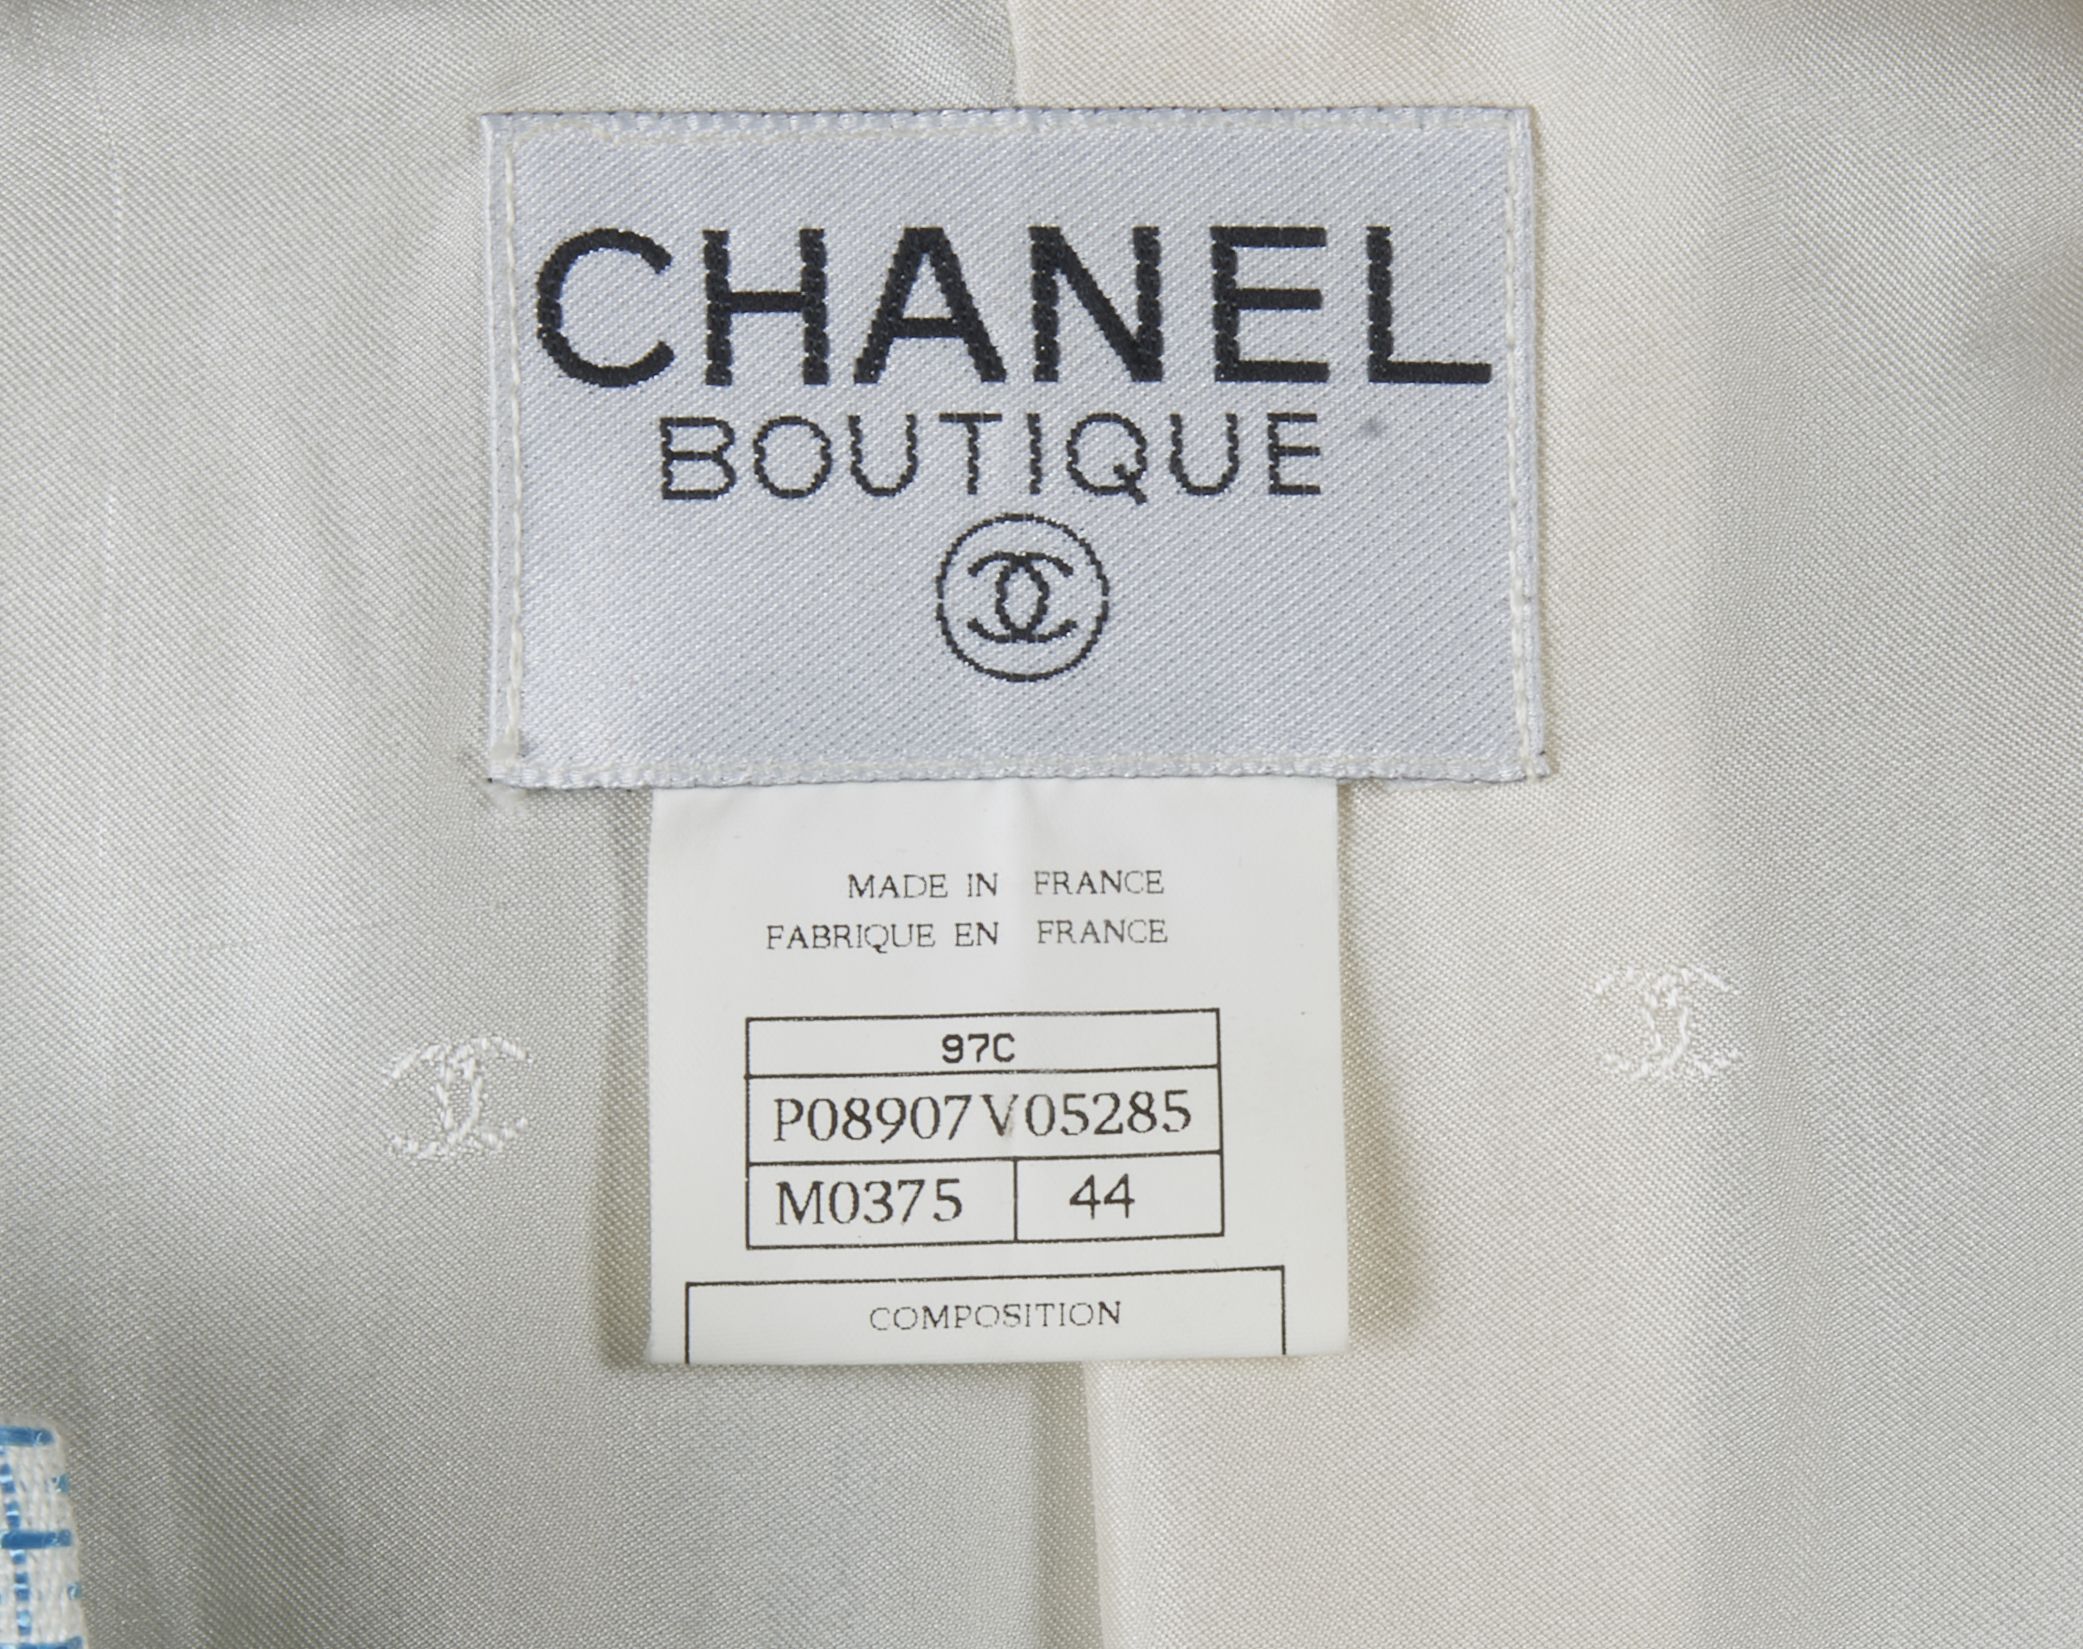 CHANEL
BOUTIQUE
MADE IN FRANCE
FABRIQUE EN FRANCE
97C
P08907V05285
M0375 44
COMPOSITION